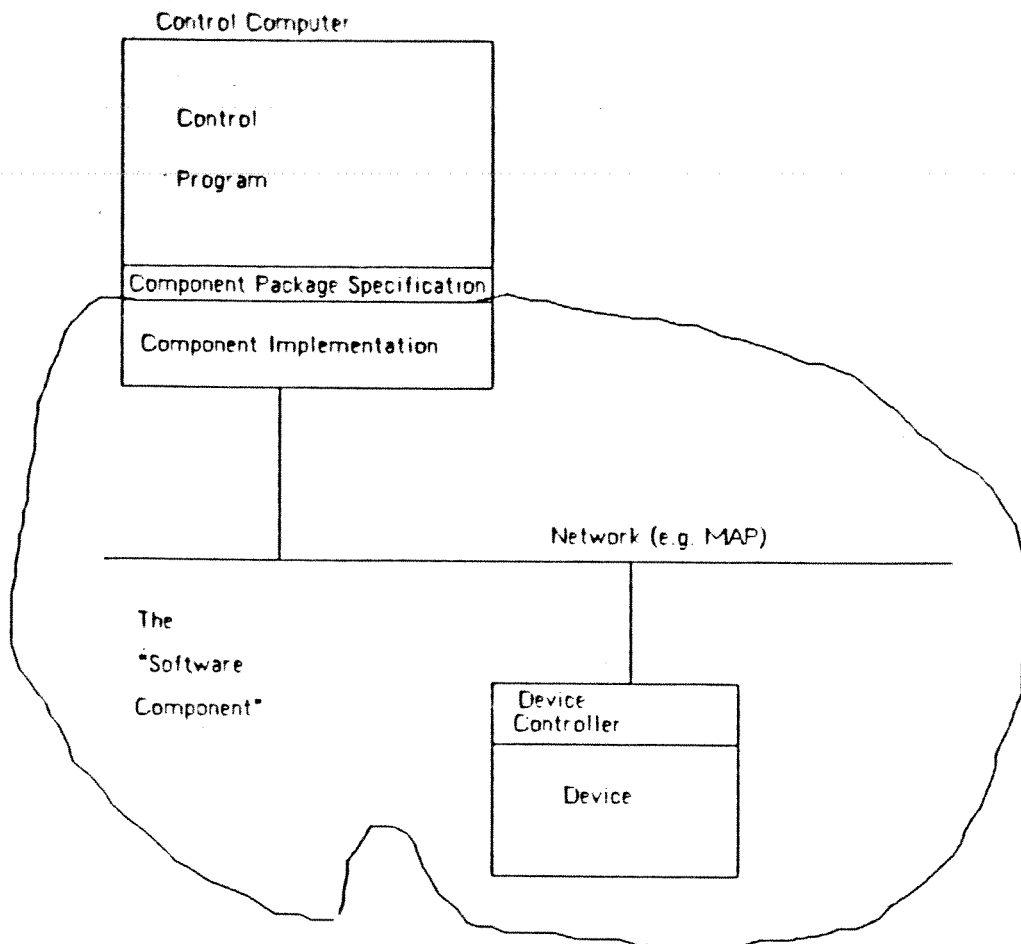 Control Computer
Control
Program
Component Package Specification
Component Implementation
Network (e.g. MAP)
The
"Software
Component"
Device
Controller
Device